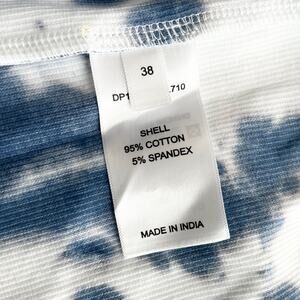 38
DP1 .710
SHELL
95% COTTON
5% SPANDEX
MADE IN INDIA